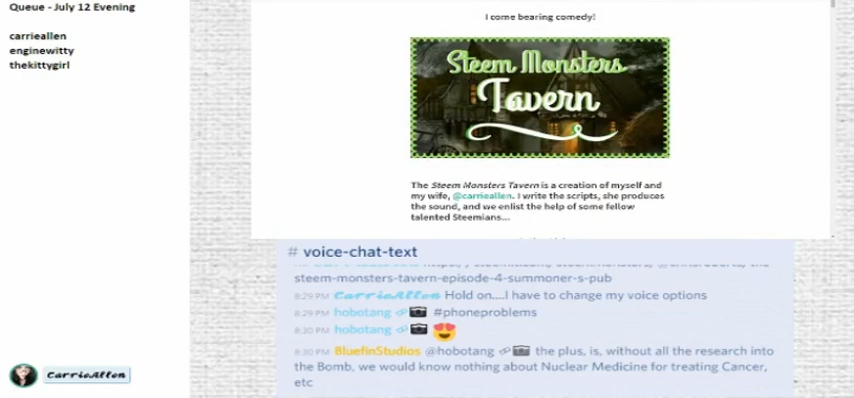 Queue - July 12 Evening
carrieallen
enginewitty
thekittygirl
I come bearing comedy!
Steem Monsters
Tavern
The Steem Monsters Tavern is a creation of myself and
my wife, @carrieallen. I write the scripts, she produces
the sound, and we enlist the help of some fellow
talented Steemians...
# voice-chat-text
steem-monsters-tavern-episode-4-summoner-s-pub
8:29 PM CarrieAllen Hold on....I have to change my voice options
8:29 PM hobotang #phoneproblems
8:30 PM hobotang 😍
8:30 PM BluefinStudios @hobotang the plus, is, without all the research into
the Bomb, we would know nothing about Nuclear Medicine for treating Cancer,
etc
CarrieAllen